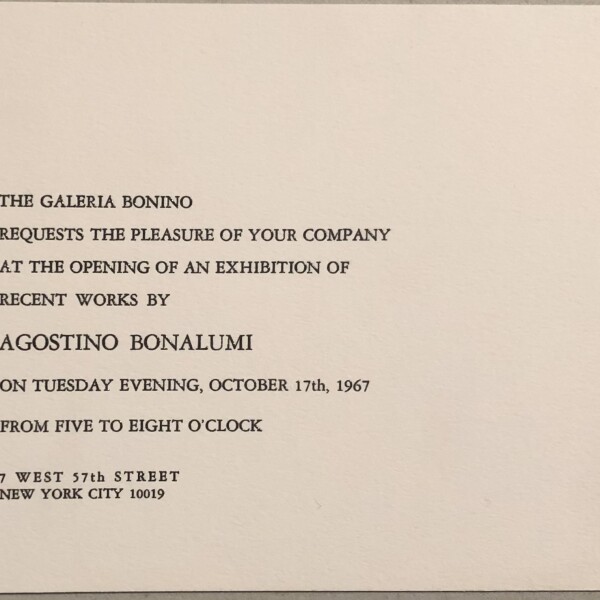 THE GALERIA BONINO
REQUESTS THE PLEASURE OF YOUR COMPANY
AT THE OPENING OF AN EXHIBITION OF
RECENT WORKS BY
AGOSTINO BONALUMI
ON TUESDAY EVENING, OCTOBER 17th, 1967
FROM FIVE TO EIGHT O'CLOCK
7 WEST 57th STREET
NEW YORK CITY 10019